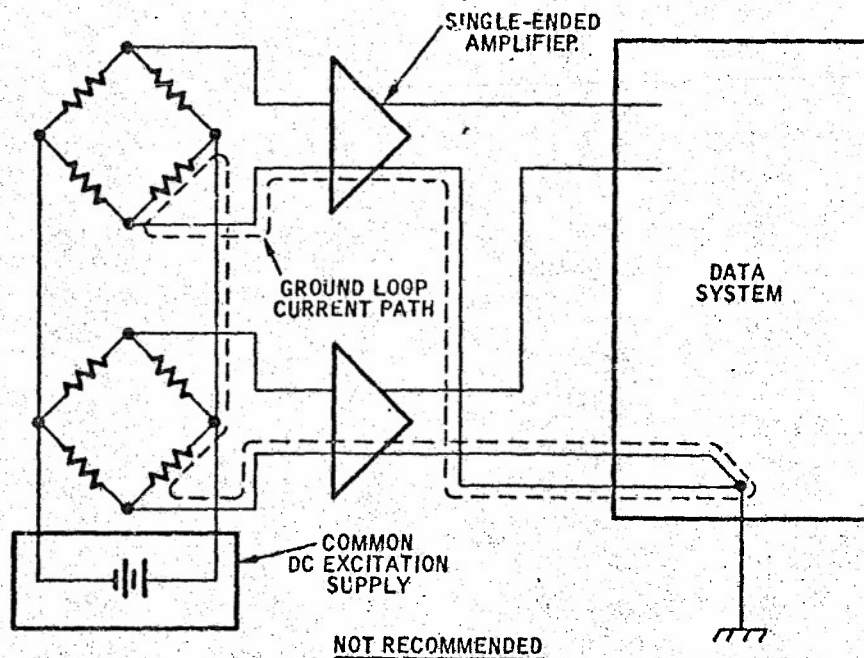 SINGLE-ENDED
AMPLIFIER
GROUND LOOP
CURRENT PATH
DATA
SYSTEM
COMMON
DC EXCITATION
SUPPLY
NOT RECOMMENDED